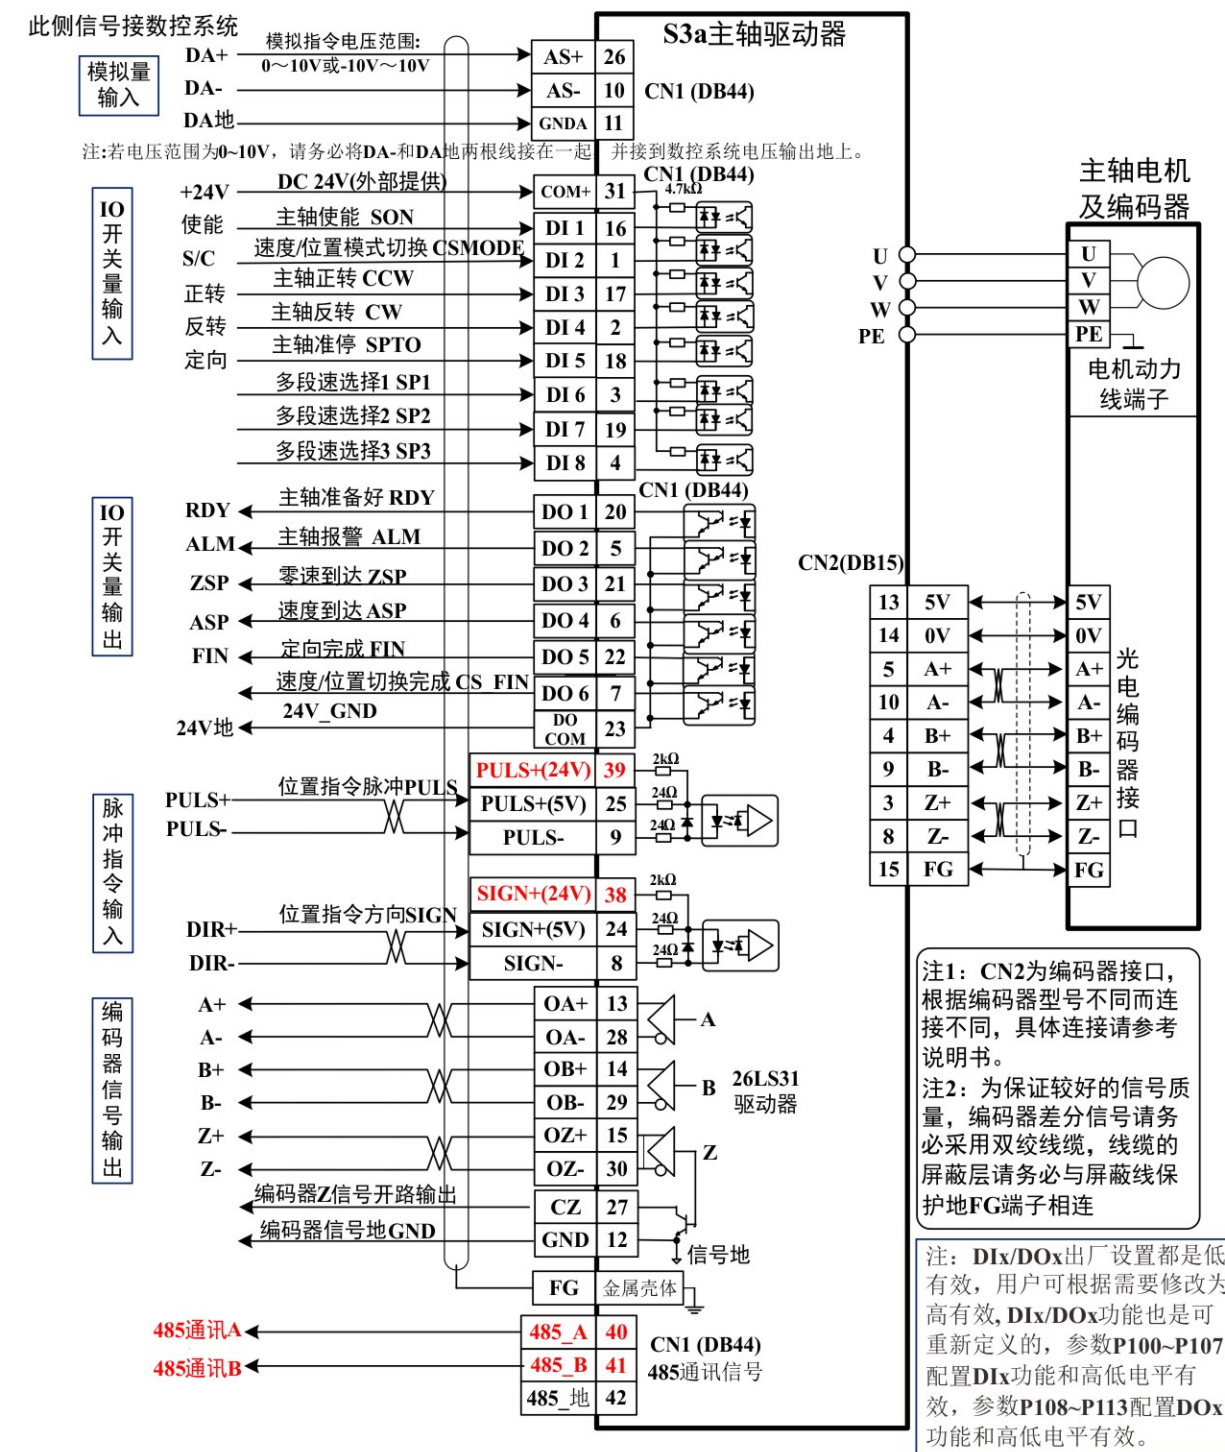 此侧信号接数控系统
S3a主轴驱动器
模拟量
输入
DA+
模拟指令电压范围:
0～10V或-10V～10V
AS+ 26
DA-
AS- 10
CN1 (DB44)
DA地
GNDA 11
注:若电压范围为0~10V，请务必将DA-和DA地两根线接在一起 并接到数控系统电压输出地上。
IO
开
关
量
输
入
CN1 (DB44)
+24V DC 24V(外部提供) COM+ 31 4.7kΩ
使能 主轴使能 SON DI 1 16
S/C 速度/位置模式切换 CSMODE DI 2 1
正转 主轴正转 CCW DI 3 17
反转 主轴反转 CW DI 4 2
定向 主轴准停 SPTO DI 5 18
多段速选择1 SP1 DI 6 3
多段速选择2 SP2 DI 7 19
多段速选择3 SP3 DI 8 4
CN1 (DB44)
IO
开
关
量
输
出
RDY 主轴准备好 RDY DO 1 20
ALM 主轴报警 ALM DO 2 5
ZSP 零速到达 ZSP DO 3 21
ASP 速度到达 ASP DO 4 6
FIN 定向完成 FIN DO 5 22
速度/位置切换完成 CS_FIN DO 6 7
24V地 24V_GND DO
COM 23
脉
冲
指
令
输
入
PULS+(24V) 39 2kΩ
PULS+ 位置指令脉冲PULS PULS+(5V) 25 24Ω
PULS- PULS- 9 24Ω
SIGN+(24V) 38 2kΩ
DIR+ 位置指令方向SIGN SIGN+(5V) 24 24Ω
DIR- SIGN- 8 24Ω
编
码
器
信
号
输
出
A+ OA+ 13
A
A- OA- 28
B+ OB+ 14
B
26LS31
驱动器
B- OB- 29
Z+ OZ+ 15
Z
Z- OZ- 30
编码器Z信号开路输出 CZ 27
编码器信号地GND GND 12
信号地
FG 金属壳体
485通讯A 485_A 40
485通讯B 485_B 41
485_地 42
CN1 (DB44)
485通讯信号
主轴电机
及编码器
U U
V V
W W
PE PE
电机动力
线端子
CN2(DB15)
13 5V 5V
14 0V 0V
5 A+ A+
10 A- A-
4 B+ B+
9 B- B-
3 Z+ Z+
8 Z- Z-
15 FG FG
光
电
编
码
器
接
口
注1：CN2为编码器接口，
根据编码器型号不同而连
接不同，具体连接请参考
说明书。
注2：为保证较好的信号质
量，编码器差分信号请务
必采用双绞线缆，线缆的
屏蔽层请务必与屏蔽线保
护地FG端子相连
注：DIx/DOx出厂设置都是低
有效，用户可根据需要修改为
高有效, DIx/DOx功能也是可
重新定义的，参数P100~P107
配置DIx功能和高低电平有
效，参数P108~P113配置DOx
功能和高低电平有效。